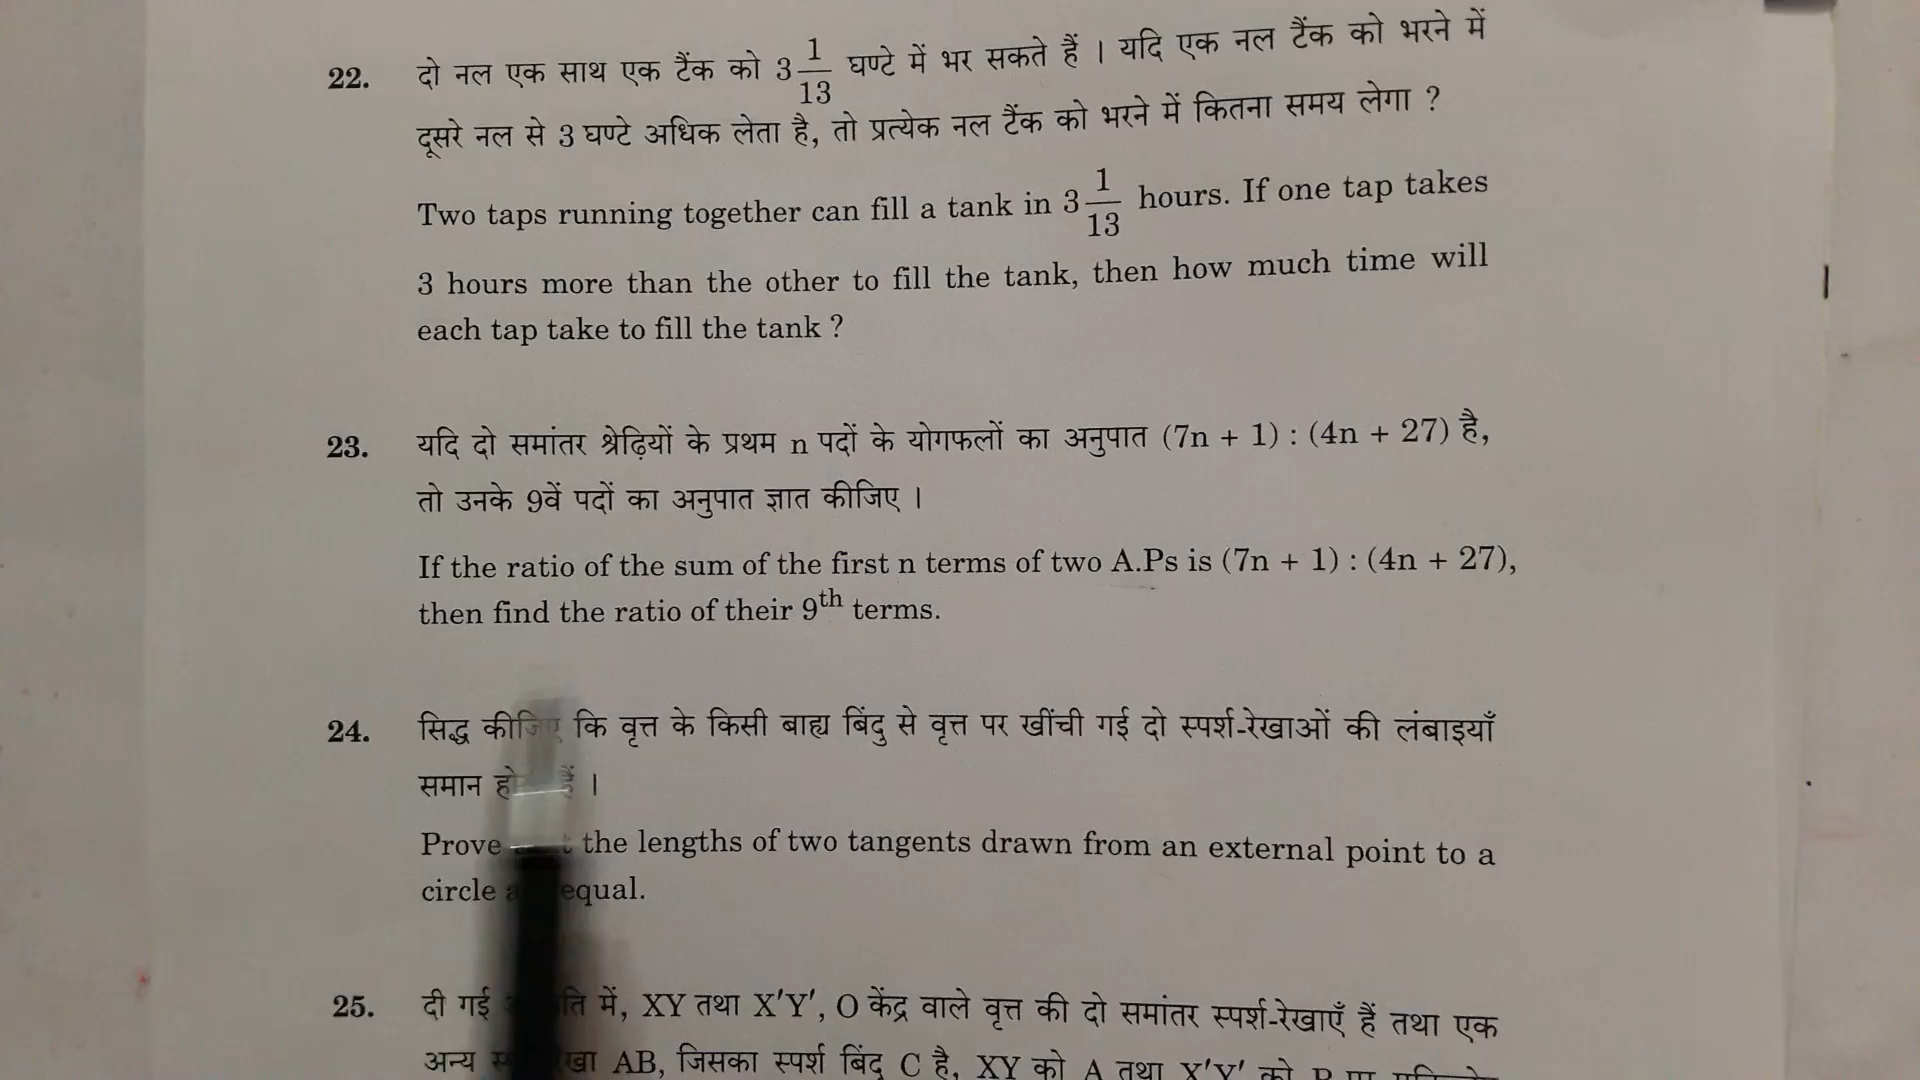 22. दो नल एक साथ एक टैंक को 3 1/13 घण्टे में भर सकते हैं । यदि एक नल टैंक को भरने में
दूसरे नल से 3 घण्टे अधिक लेता है, तो प्रत्येक नल टैंक को भरने में कितना समय लेगा ?
Two taps running together can fill a tank in 3 1/13 hours. If one tap takes
3 hours more than the other to fill the tank, then how much time will
each tap take to fill the tank ?
23. यदि दो समांतर श्रेढ़ियों के प्रथम n पदों के योगफलों का अनुपात (7n + 1) : (4n + 27) है,
तो उनके 9वें पदों का अनुपात ज्ञात कीजिए ।
If the ratio of the sum of the first n terms of two A.Ps is (7n + 1) : (4n + 27),
then find the ratio of their 9th terms.
24. सिद्ध कीजिए कि वृत्त के किसी बाह्य बिंदु से वृत्त पर खींची गई दो स्पर्श-रेखाओं की लंबाइयाँ
समान हैं ।
Prove the lengths of two tangents drawn from an external point to a
circle equal.
25. दी गई में, XY तथा X′Y′, O केंद्र वाले वृत्त की दो समांतर स्पर्श-रेखाएँ हैं तथा एक
अन्य AB, जिसका स्पर्श बिंदु C है, XY को A तथा X′Y′ को B पर